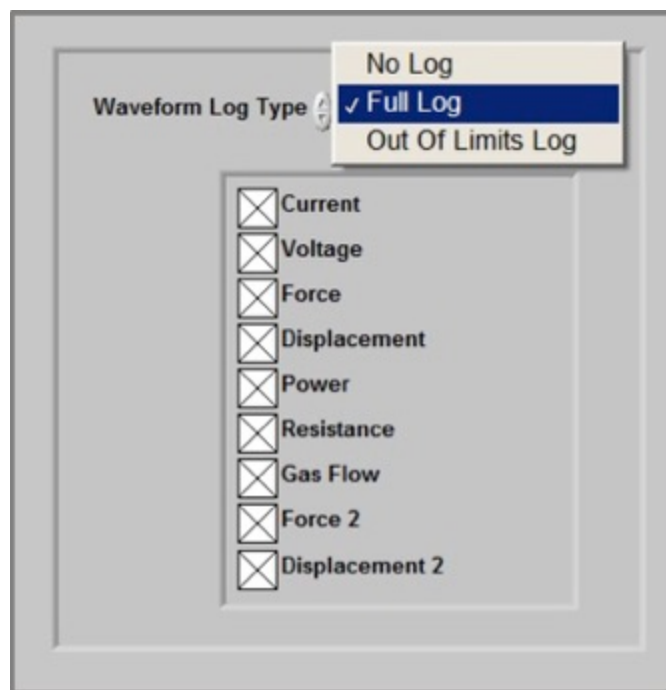 No Log
Waveform Log Type ✓ Full Log
Out Of Limits Log
Current
Voltage
Force
Displacement
Power
Resistance
Gas Flow
Force 2
Displacement 2